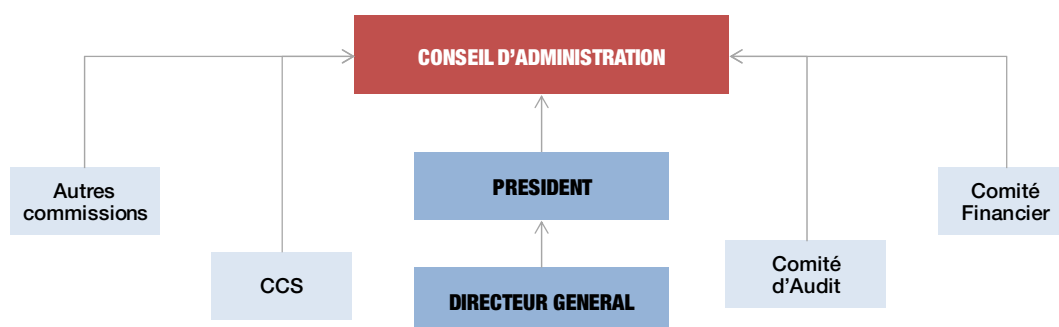 CONSEIL D'ADMINISTRATION
PRESIDENT
Autres
commissions
Comité
Financier
CCS
Comité
d'Audit
DIRECTEUR GENERAL